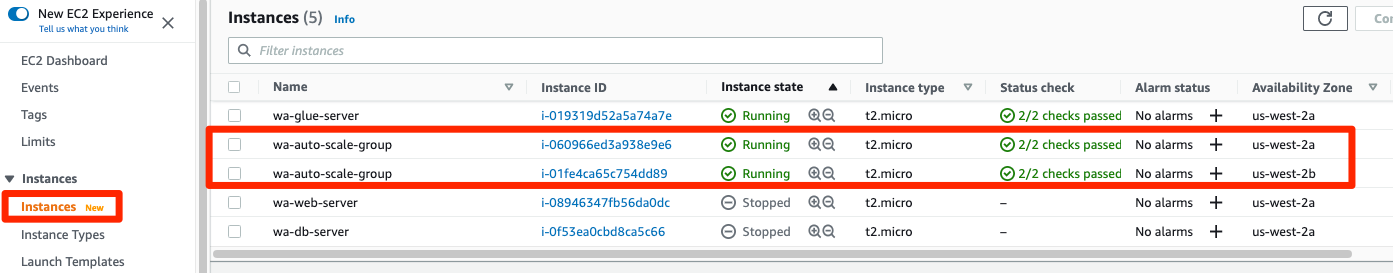 New EC2 Experience
Tell us what you think
EC2 Dashboard
Events
Tags
Limits
Instances
Instances New
Instance Types
Launch Templates
Instances (5) Info
Con
Filter instances
Name Instance ID Instance state Instance type Status check Alarm status Availability Zone
wa-glue-server i-019319d52a5a74a7e Running t2.micro 2/2 checks passed No alarms + us-west-2a
wa-auto-scale-group i-060966ed3a938e9e6 Running t2.micro 2/2 checks passed No alarms + us-west-2a
wa-auto-scale-group i-01fe4ca65c754dd89 Running t2.micro 2/2 checks passed No alarms + us-west-2b
wa-web-server i-08946347fb56da0dc Stopped t2.micro – No alarms + us-west-2a
wa-db-server i-0f53ea0cbd8ca5c66 Stopped t2.micro – No alarms + us-west-2a